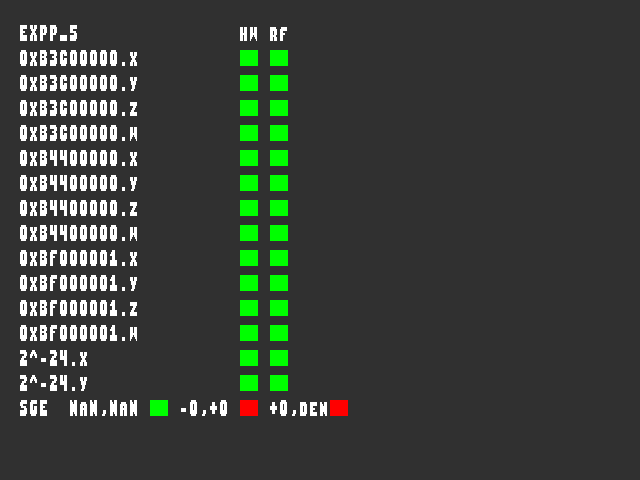 EXPP_5 HW RF
0xB3C00000.x
0xB3C00000.y
0xB3C00000.z
0xB3C00000.w
0xB4400000.x
0xB4400000.y
0xB4400000.z
0xB4400000.w
0xBF000001.x
0xBF000001.y
0xBF000001.z
0xBF000001.w
2^-24.x
2^-24.y
SGE NaN,NaN -0,+0 +0,DEN